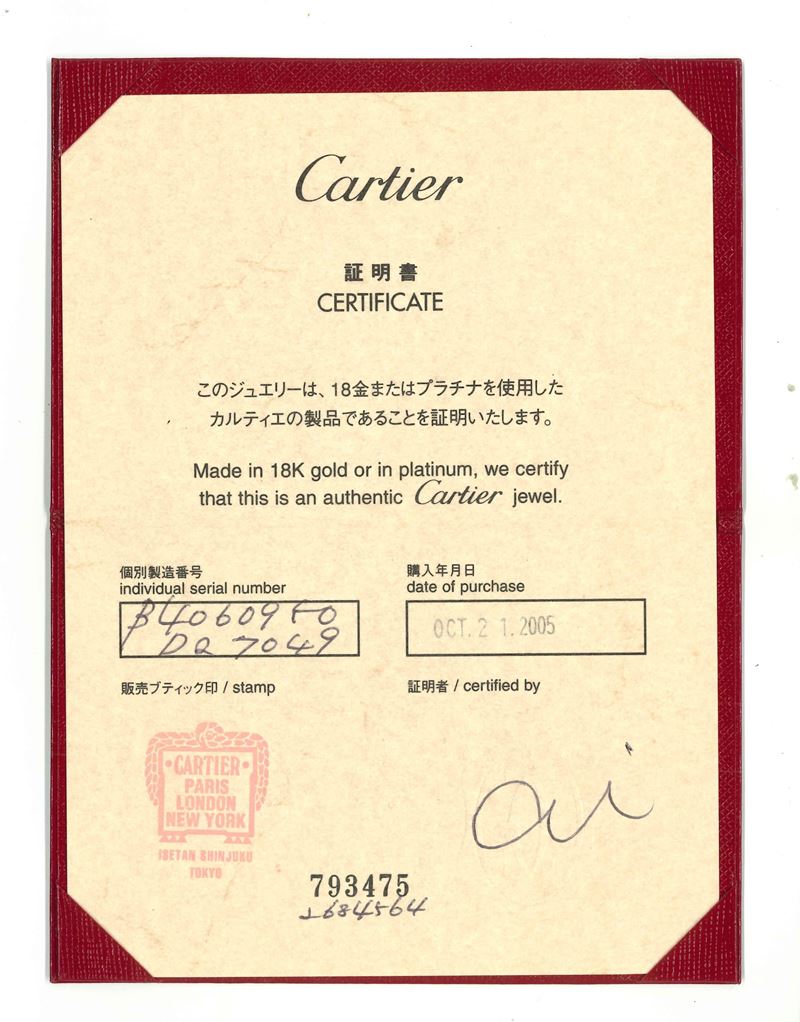 Cartier
証明書
CERTIFICATE
このジュエリーは、18金またはプラチナを使用した
カルティエの製品であることを証明いたします。
Made in 18K gold or in platinum, we certify
that this is an authentic Cartier jewel.
個別製造番号
individual serial number
B4060950
DQ 7049
購入年月日
date of purchase
OCT. 2 1. 2005
販売ブティック印 / stamp
証明者 / certified by
CARTIER
PARIS
LONDON
NEW YORK
ISETAN SHINJUKU
TOKYO
793475